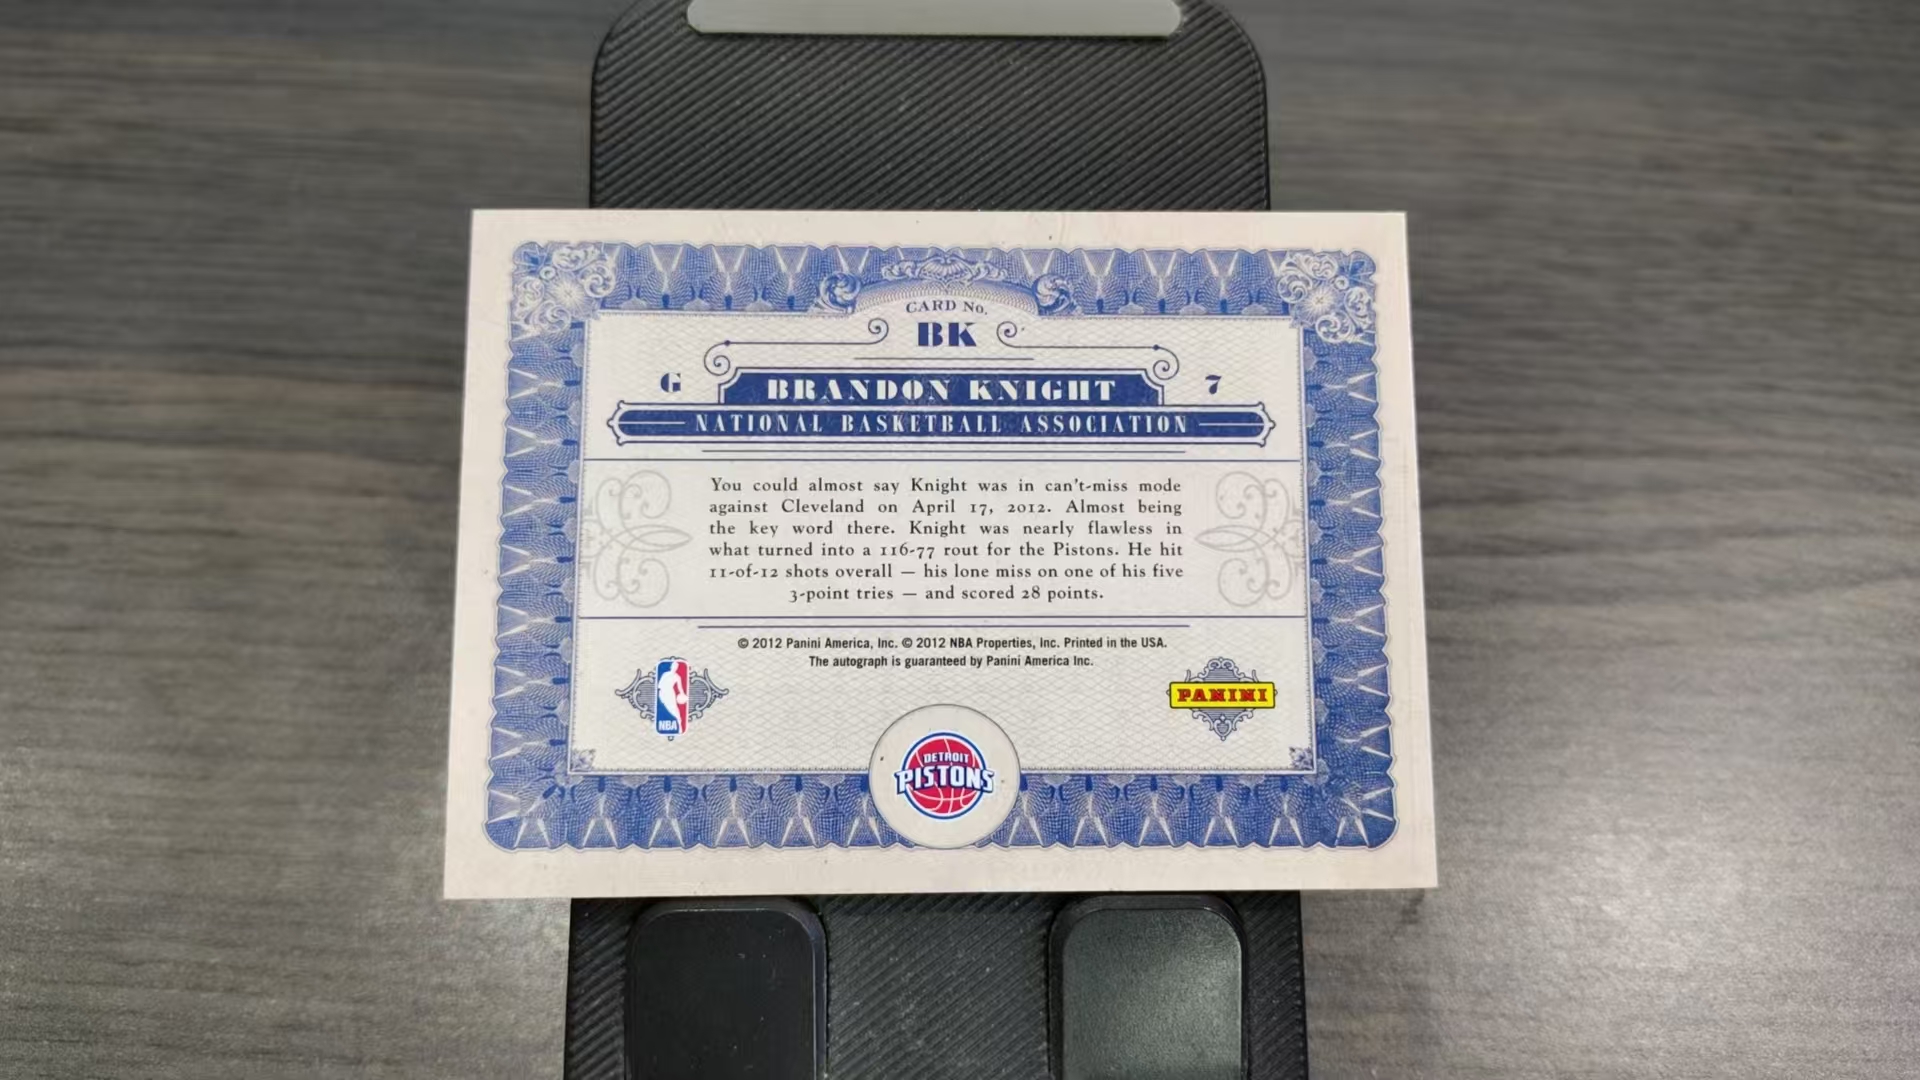 CARD No.
BK
G BRANDON KNIGHT 7
NATIONAL BASKETBALL ASSOCIATION
You could almost say Knight was in can't-miss mode
against Cleveland on April 17, 2012. Almost being
the key word there. Knight was nearly flawless in
what turned into a 116-77 rout for the Pistons. He hit
11-of-12 shots overall — his lone miss on one of his five
3-point tries — and scored 28 points.
© 2012 Panini America, Inc. © 2012 NBA Properties, Inc. Printed in the USA.
The autograph is guaranteed by Panini America Inc.
NBA
PANINI
DETROIT
PISTONS